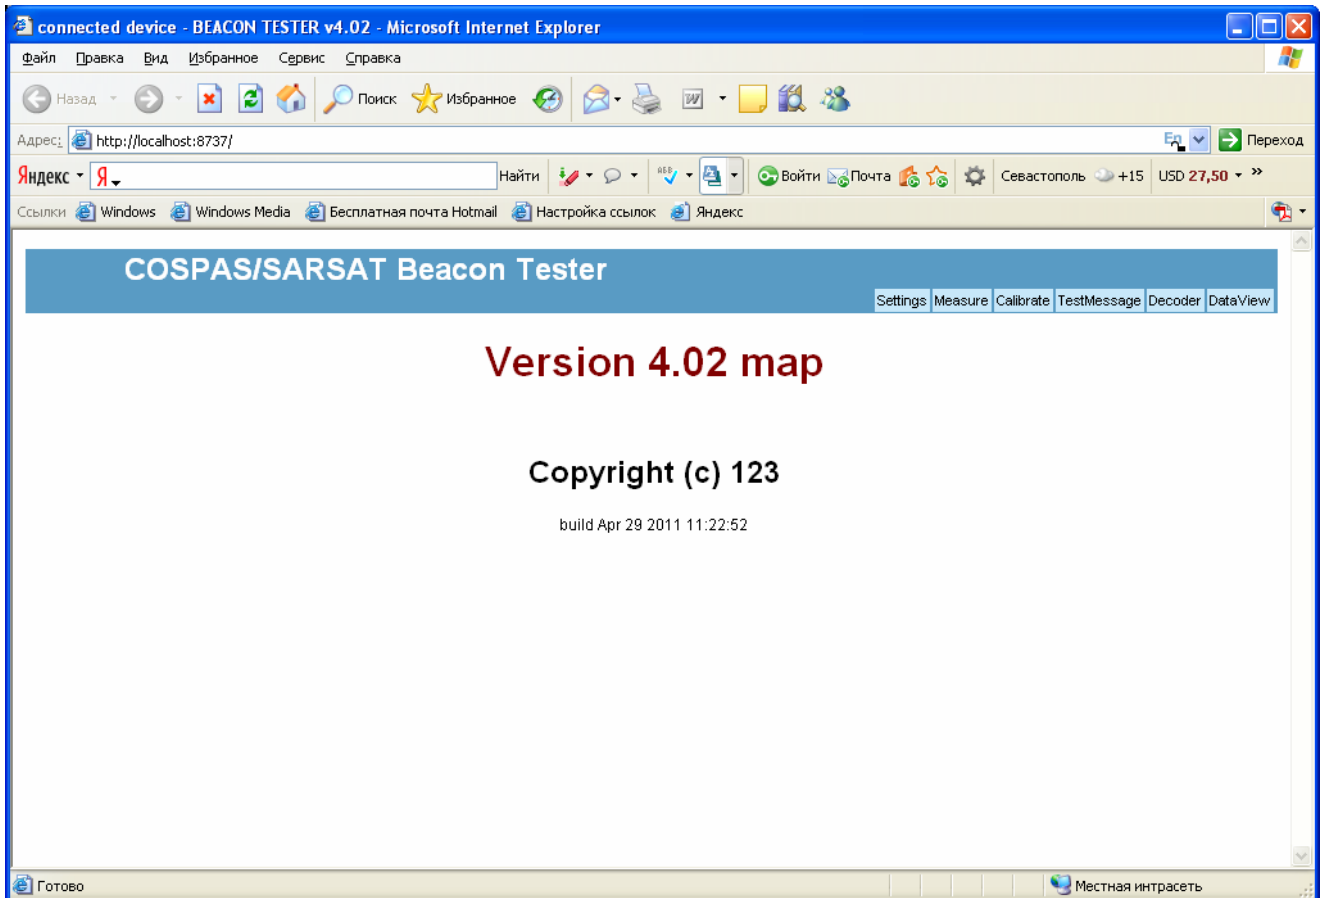 connected device - BEACON TESTER v4.02 - Microsoft Internet Explorer
Файл Правка Вид Избранное Сервис Справка
Назад Поиск Избранное
Адрес: http://localhost:8737/ Переход
Яндекс Я Найти Войти Почта Севастополь +15 USD 27,50 »
Ссылки Windows Windows Media Бесплатная почта Hotmail Настройка ссылок Яндекс
COSPAS/SARSAT Beacon Tester
Settings Measure Calibrate TestMessage Decoder DataView
Version 4.02 map
Copyright (c) 123
build Apr 29 2011 11:22:52
Готово Местная интрасеть